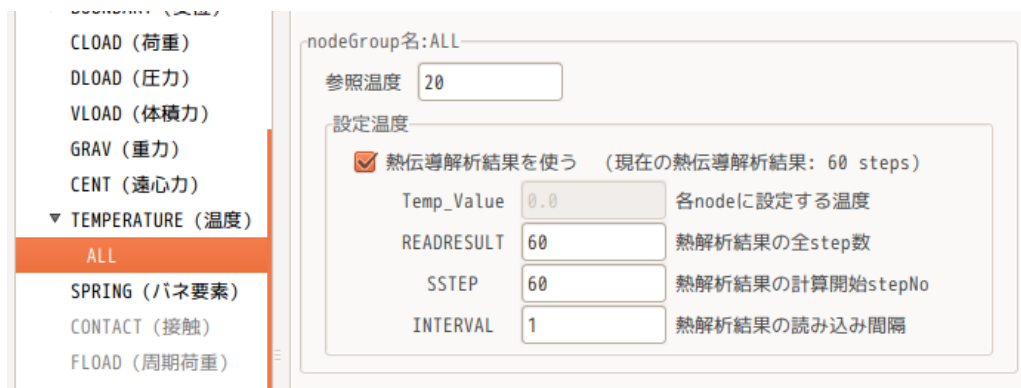 CLOAD (荷重)
DLOAD (圧力)
VLOAD (体積力)
GRAV (重力)
CENT (遠心力)
TEMPERATURE (温度)
ALL
SPRING (バネ要素)
CONTACT (接触)
FLOAD (周期荷重)
nodeGroup名:ALL
参照温度 20
設定温度
熱伝導解析結果を使う (現在の熱伝導解析結果: 60 steps)
Temp_Value 0.0 各nodeに設定する温度
READRESULT 60 熱解析結果の全step数
SSTEP 60 熱解析結果の計算開始stepNo
INTERVAL 1 熱解析結果の読み込み間隔